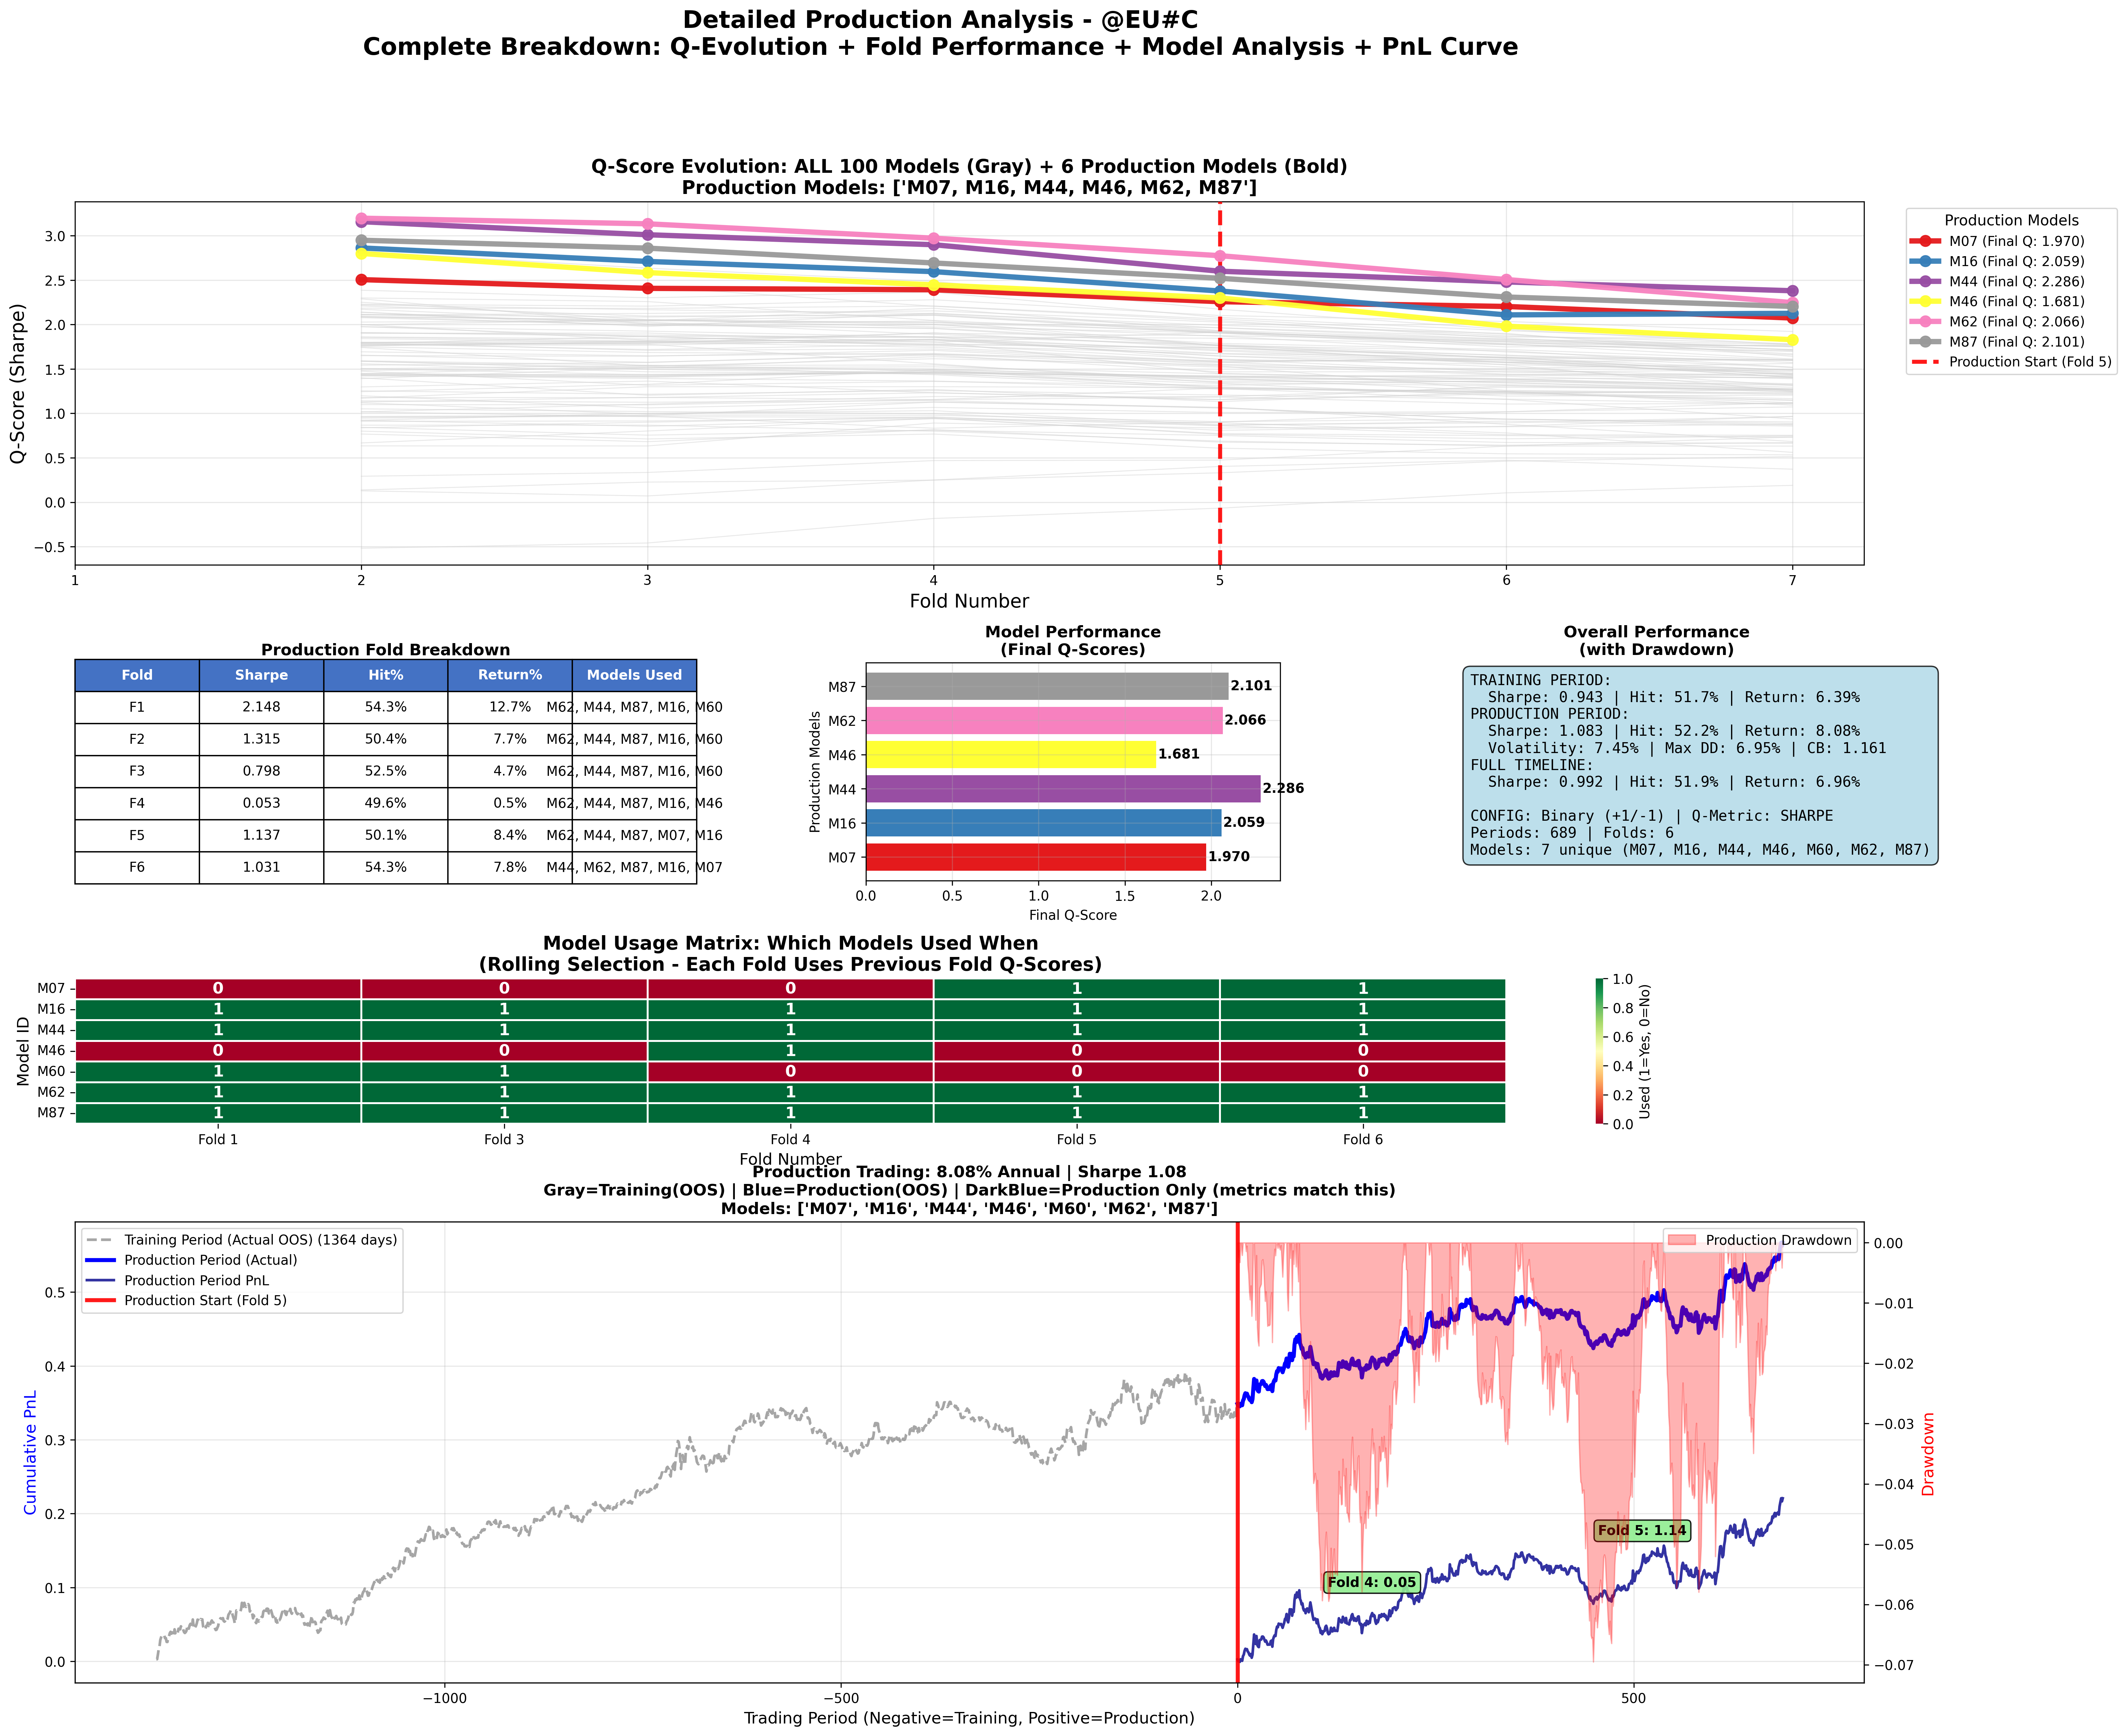 Detailed Production Analysis - @EU#C
Complete Breakdown: Q-Evolution + Fold Performance + Model Analysis + PnL Curve
Q-Score Evolution: ALL 100 Models (Gray) + 6 Production Models (Bold)
Production Models: ['M07, M16, M44, M46, M62, M87']
Q-Score (Sharpe)
3.0
2.5
2.0
1.5
1.0
0.5
0.0
−0.5
1 2 3 4 5 6 7
Fold Number
Production Models
M07 (Final Q: 1.970)
M16 (Final Q: 2.059)
M44 (Final Q: 2.286)
M46 (Final Q: 1.681)
M62 (Final Q: 2.066)
M87 (Final Q: 2.101)
Production Start (Fold 5)
Production Fold Breakdown
Fold Sharpe Hit% Return% Models Used
F1 2.148 54.3% 12.7% M62, M44, M87, M16, M60
F2 1.315 50.4% 7.7% M62, M44, M87, M16, M60
F3 0.798 52.5% 4.7% M62, M44, M87, M16, M60
F4 0.053 49.6% 0.5% M62, M44, M87, M16, M46
F5 1.137 50.1% 8.4% M62, M44, M87, M07, M16
F6 1.031 54.3% 7.8% M44, M62, M87, M16, M07
Model Performance
(Final Q-Scores)
Production Models
M87 2.101
M62 2.066
M46 1.681
M44 2.286
M16 2.059
M07 1.970
0.0 0.5 1.0 1.5 2.0
Final Q-Score
Overall Performance
(with Drawdown)
TRAINING PERIOD:
Sharpe: 0.943 | Hit: 51.7% | Return: 6.39%
PRODUCTION PERIOD:
Sharpe: 1.083 | Hit: 52.2% | Return: 8.08%
Volatility: 7.45% | Max DD: 6.95% | CB: 1.161
FULL TIMELINE:
Sharpe: 0.992 | Hit: 51.9% | Return: 6.96%
CONFIG: Binary (+1/-1) | Q-Metric: SHARPE
Periods: 689 | Folds: 6
Models: 7 unique (M07, M16, M44, M46, M60, M62, M87)
Model Usage Matrix: Which Models Used When
(Rolling Selection - Each Fold Uses Previous Fold Q-Scores)
Model ID
M07 0 0 0 1 1
M16 1 1 1 1 1
M44 1 1 1 1 1
M46 0 0 1 0 0
M60 1 1 0 0 0
M62 1 1 1 1 1
M87 1 1 1 1 1
Fold 1 Fold 3 Fold 4 Fold 5 Fold 6
Fold Number
1.0
0.8
0.6
0.4
0.2
0.0
Used (1=Yes, 0=No)
Production Trading: 8.08% Annual | Sharpe 1.08
Gray=Training(OOS) | Blue=Production(OOS) | DarkBlue=Production Only (metrics match this)
Models: ['M07', 'M16', 'M44', 'M46', 'M60', 'M62', 'M87']
Training Period (Actual OOS) (1364 days)
Production Period (Actual)
Production Period PnL
Production Start (Fold 5)
Production Drawdown
Cumulative PnL
0.5
0.4
0.3
0.2
0.1
0.0
Fold 4: 0.05
Fold 5: 1.14
0.00
−0.01
−0.02
−0.03
−0.04
−0.05
−0.06
−0.07
Drawdown
−1000 −500 0 500
Trading Period (Negative=Training, Positive=Production)